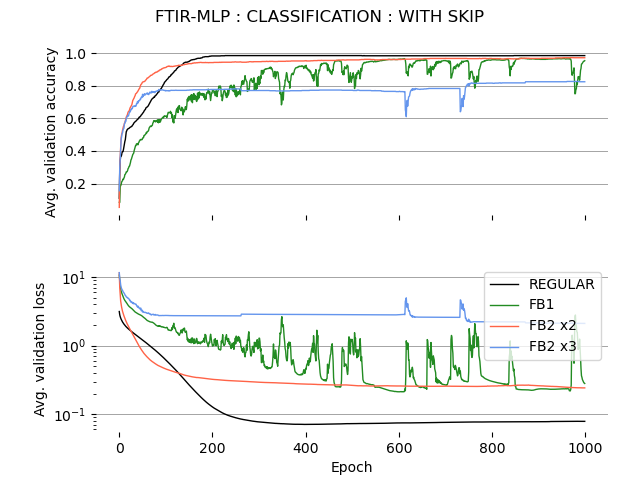 FTIR-MLP : CLASSIFICATION : WITH SKIP
Avg. validation accuracy
1.0
0.8
0.6
0.4
0.2
Avg. validation loss
10^1
10^0
10^−1
REGULAR
FB1
FB2 x2
FB2 x3
0 200 400 600 800 1000
Epoch